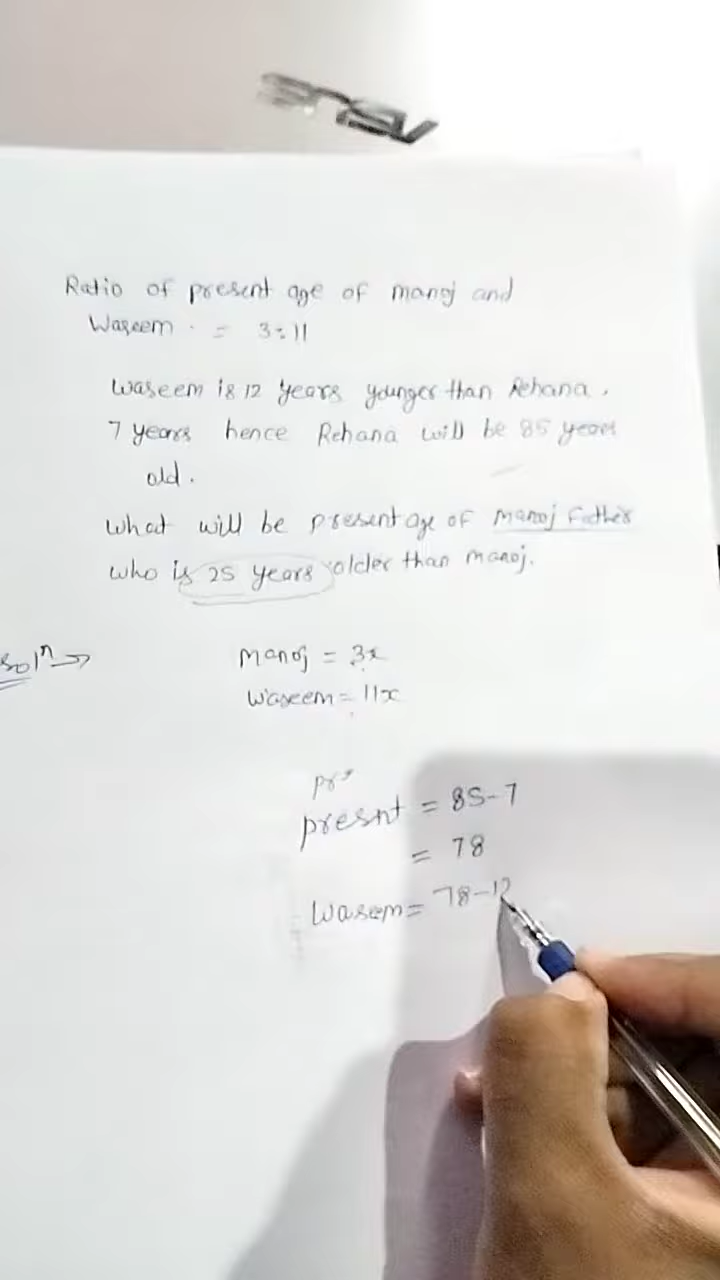 Ratio of present age of manoj and
Waseem = 3:11
Waseem is 12 years younger than Rehana.
7 years hence Rehana will be 85 years
old.
What will be present age of manoj Father
who is 25 years older than manoj.
Solⁿ→
manoj = 3x
waseem = 11x
pr
presnt = 85-7
= 78
Wasem = 78-12